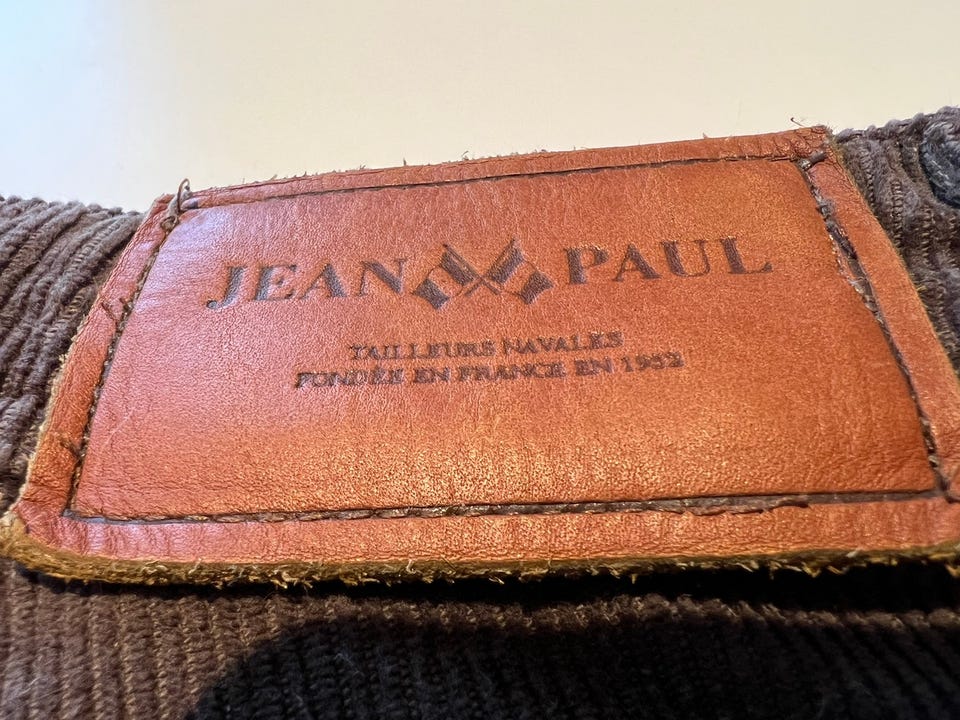 JEAN PAUL
TAILLEURS NAVALES
FONDÉE EN FRANCE EN 1952